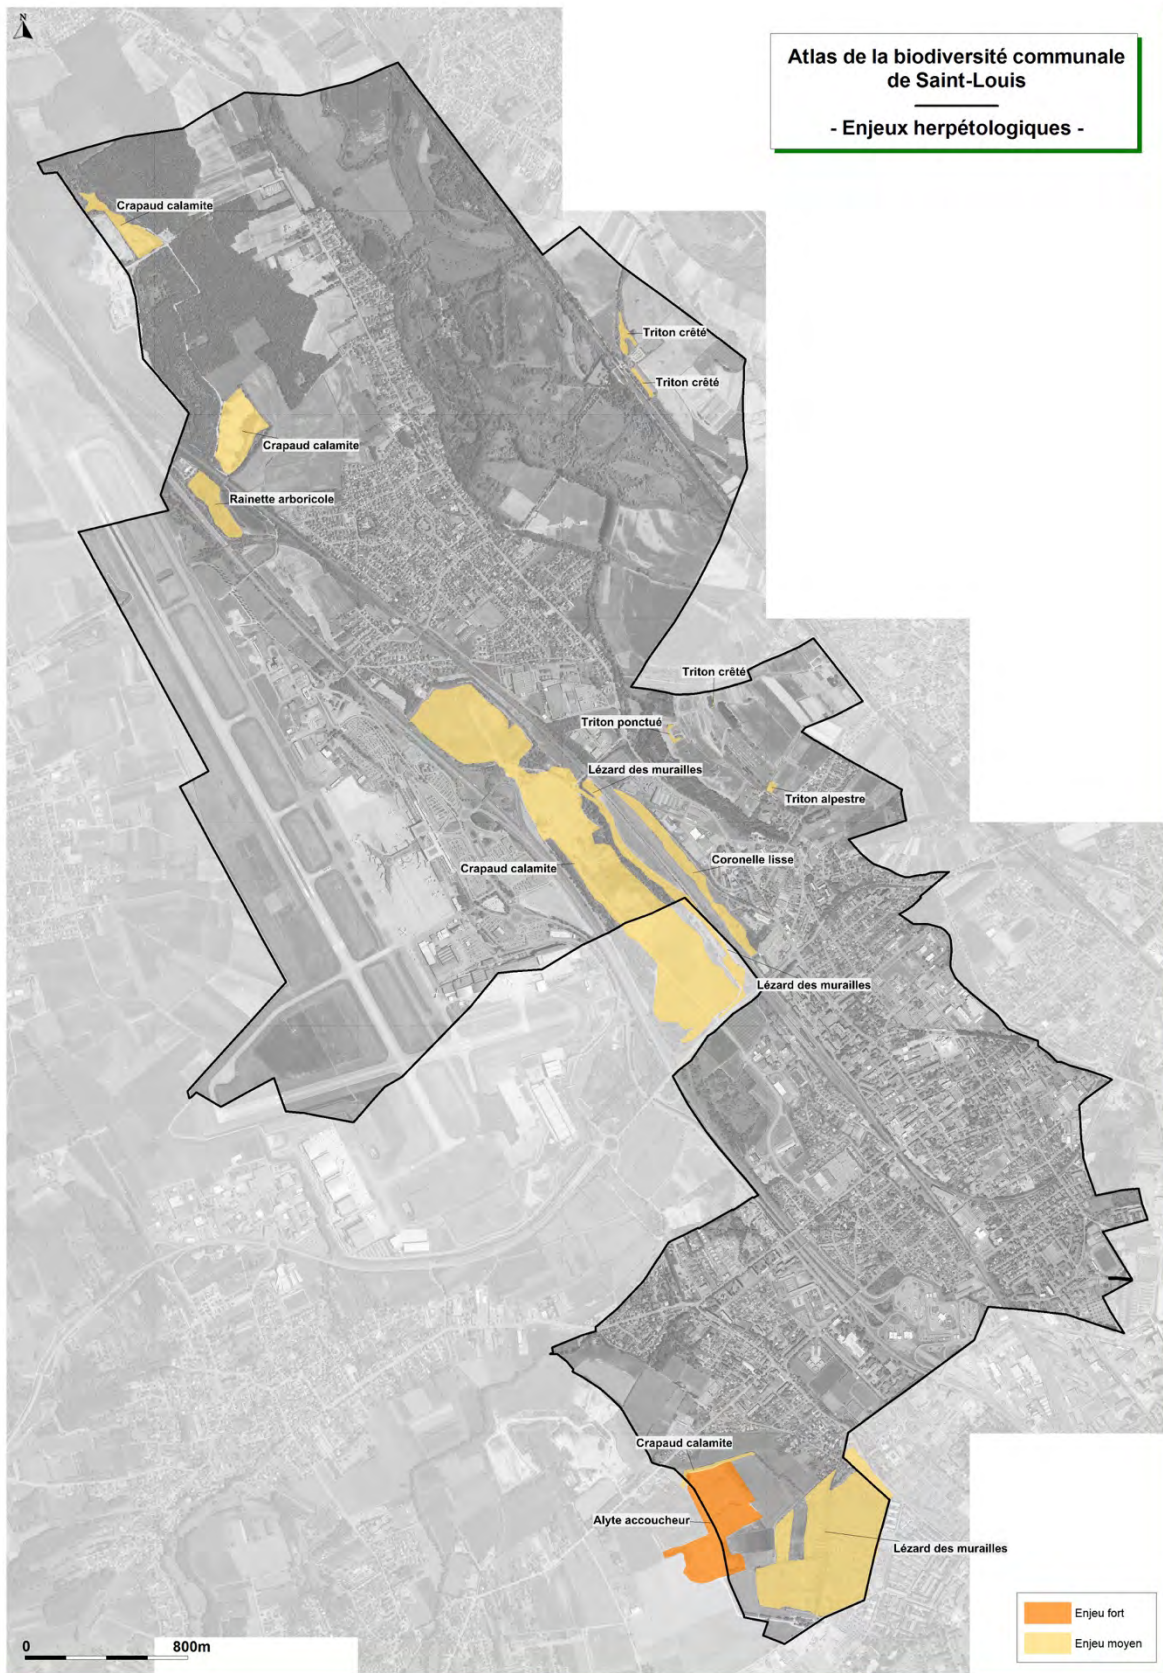 N
Atlas de la biodiversité communale
de Saint-Louis
- Enjeux herpétologiques -
Crapaud calamite
Triton crêté
Triton crêté
Crapaud calamite
Rainette arboricole
Triton crêté
Triton ponctué
Lézard des murailles
Triton alpestre
Coronelle lisse
Crapaud calamite
Lézard des murailles
Crapaud calamite
Alyte accoucheur
Lézard des murailles
Enjeu fort
Enjeu moyen
0 800m